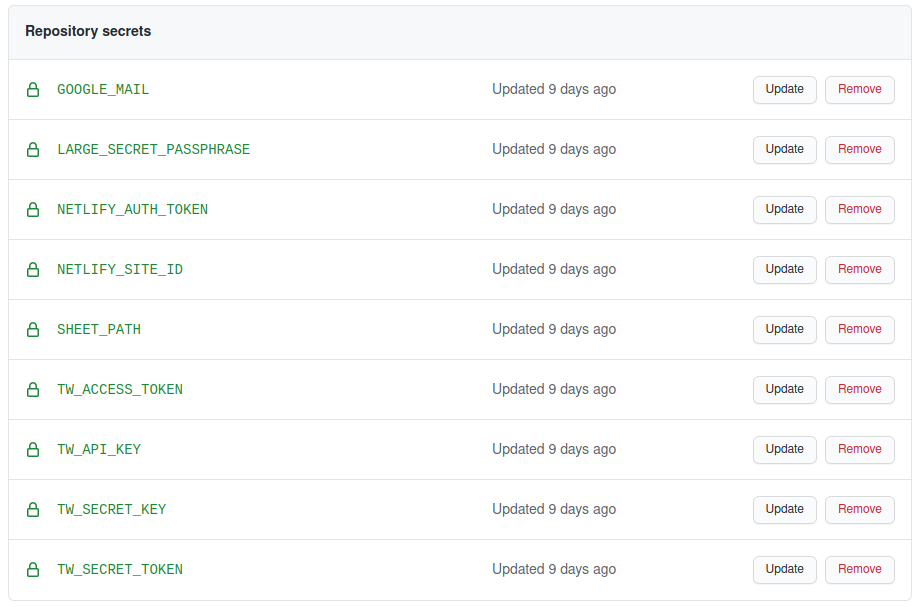 Repository secrets
GOOGLE_MAIL Updated 9 days ago Update Remove
LARGE_SECRET_PASSPHRASE Updated 9 days ago Update Remove
NETLIFY_AUTH_TOKEN Updated 9 days ago Update Remove
NETLIFY_SITE_ID Updated 9 days ago Update Remove
SHEET_PATH Updated 9 days ago Update Remove
TW_ACCESS_TOKEN Updated 9 days ago Update Remove
TW_API_KEY Updated 9 days ago Update Remove
TW_SECRET_KEY Updated 9 days ago Update Remove
TW_SECRET_TOKEN Updated 9 days ago Update Remove